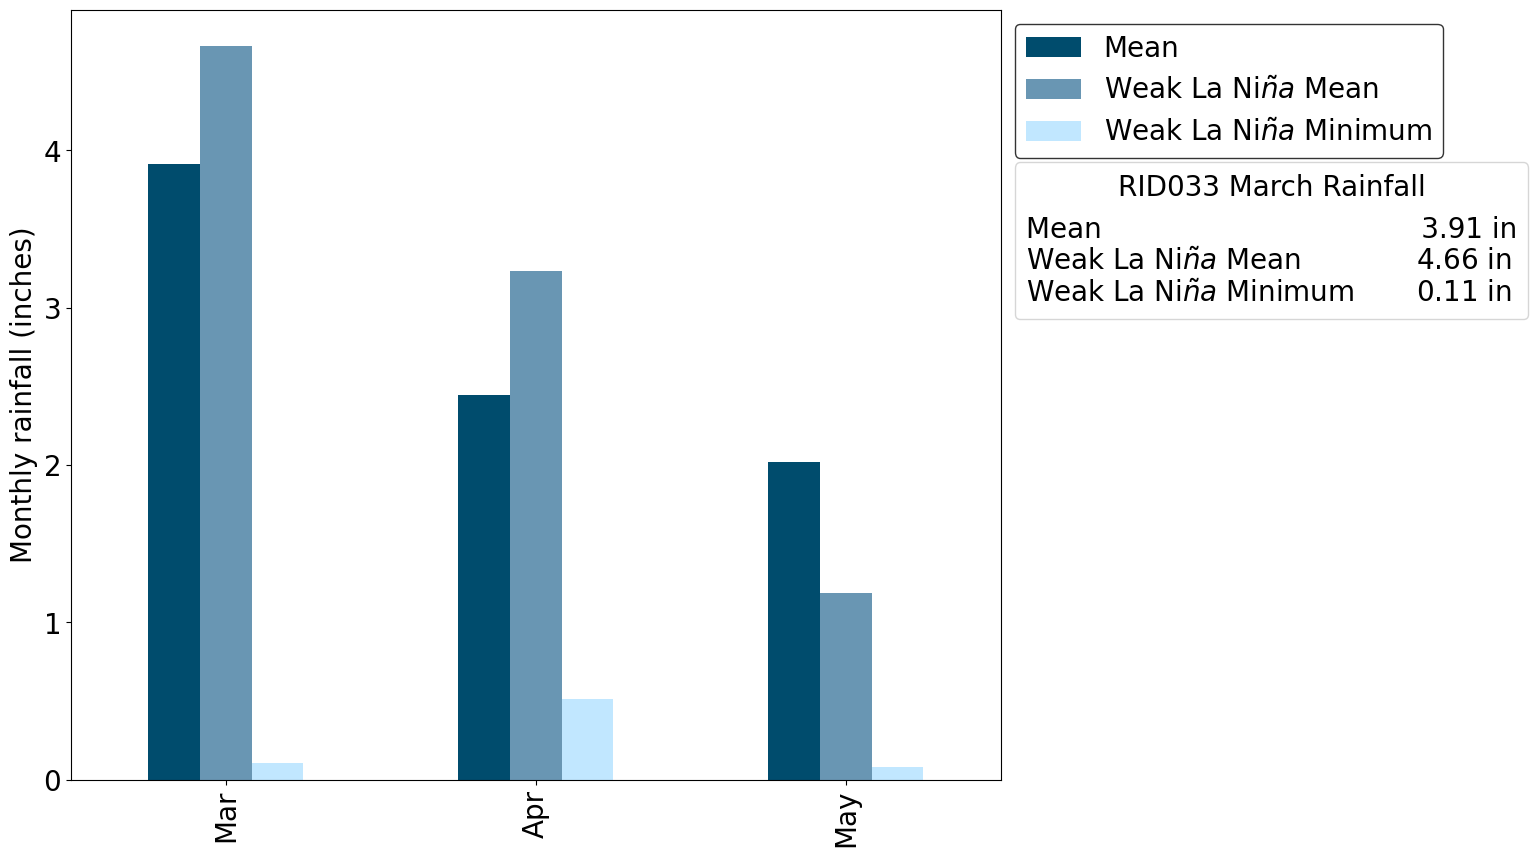 Monthly rainfall (inches)
4
3
2
1
0
Mar
Apr
May
Mean
Weak La Niña Mean
Weak La Niña Minimum
RID033 March Rainfall
Mean 3.91 in
Weak La Niña Mean 4.66 in
Weak La Niña Minimum 0.11 in